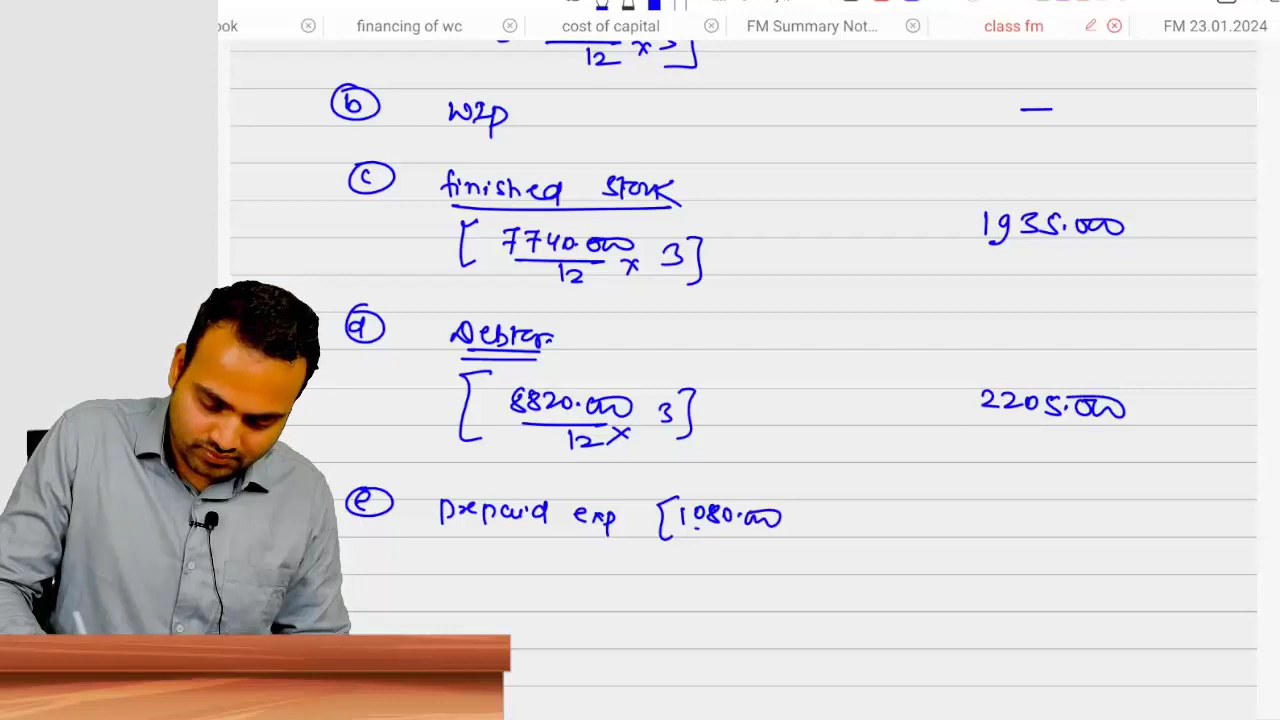 ook financing of wc cost of capital FM Summary Not... class fm FM 23.01.2024
12 x 3]
(b) WIP —
(c) finished stock
[7740.000 / 12 x 3] 1935.000
(d) Debtor.
[8820.000 / 12 x 3] 2205.000
(e) prepaid exp [1080.000